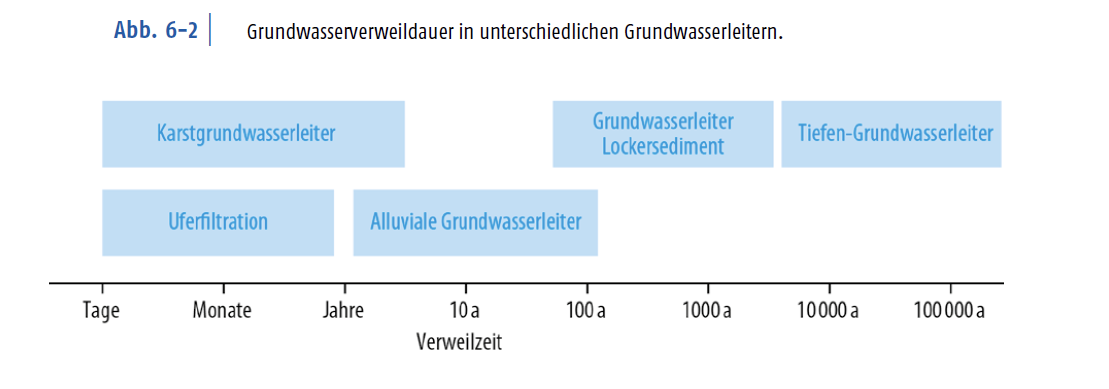 Abb. 6-2 Grundwasserverweildauer in unterschiedlichen Grundwasserleitern.
Karstgrundwasserleiter
Grundwasserleiter
Lockersediment
Tiefen-Grundwasserleiter
Uferfiltration
Alluviale Grundwasserleiter
Tage Monate Jahre 10 a 100 a 1000 a 10 000 a 100 000 a
Verweilzeit